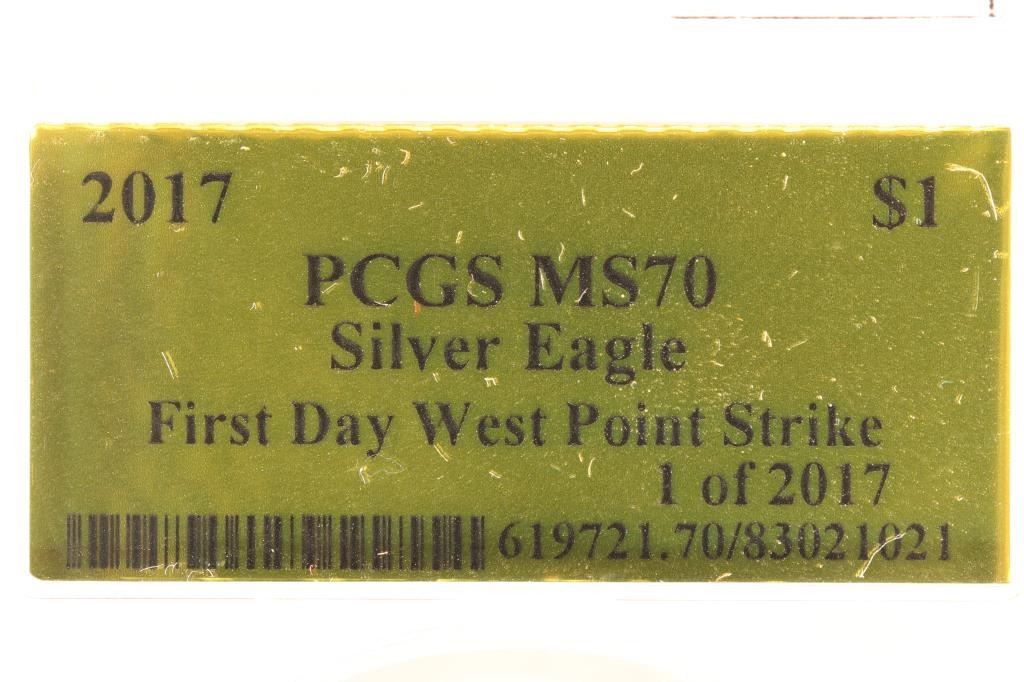 2017 $1
PCGS MS70
Silver Eagle
First Day West Point Strike
1 of 2017
619721.70/83021021